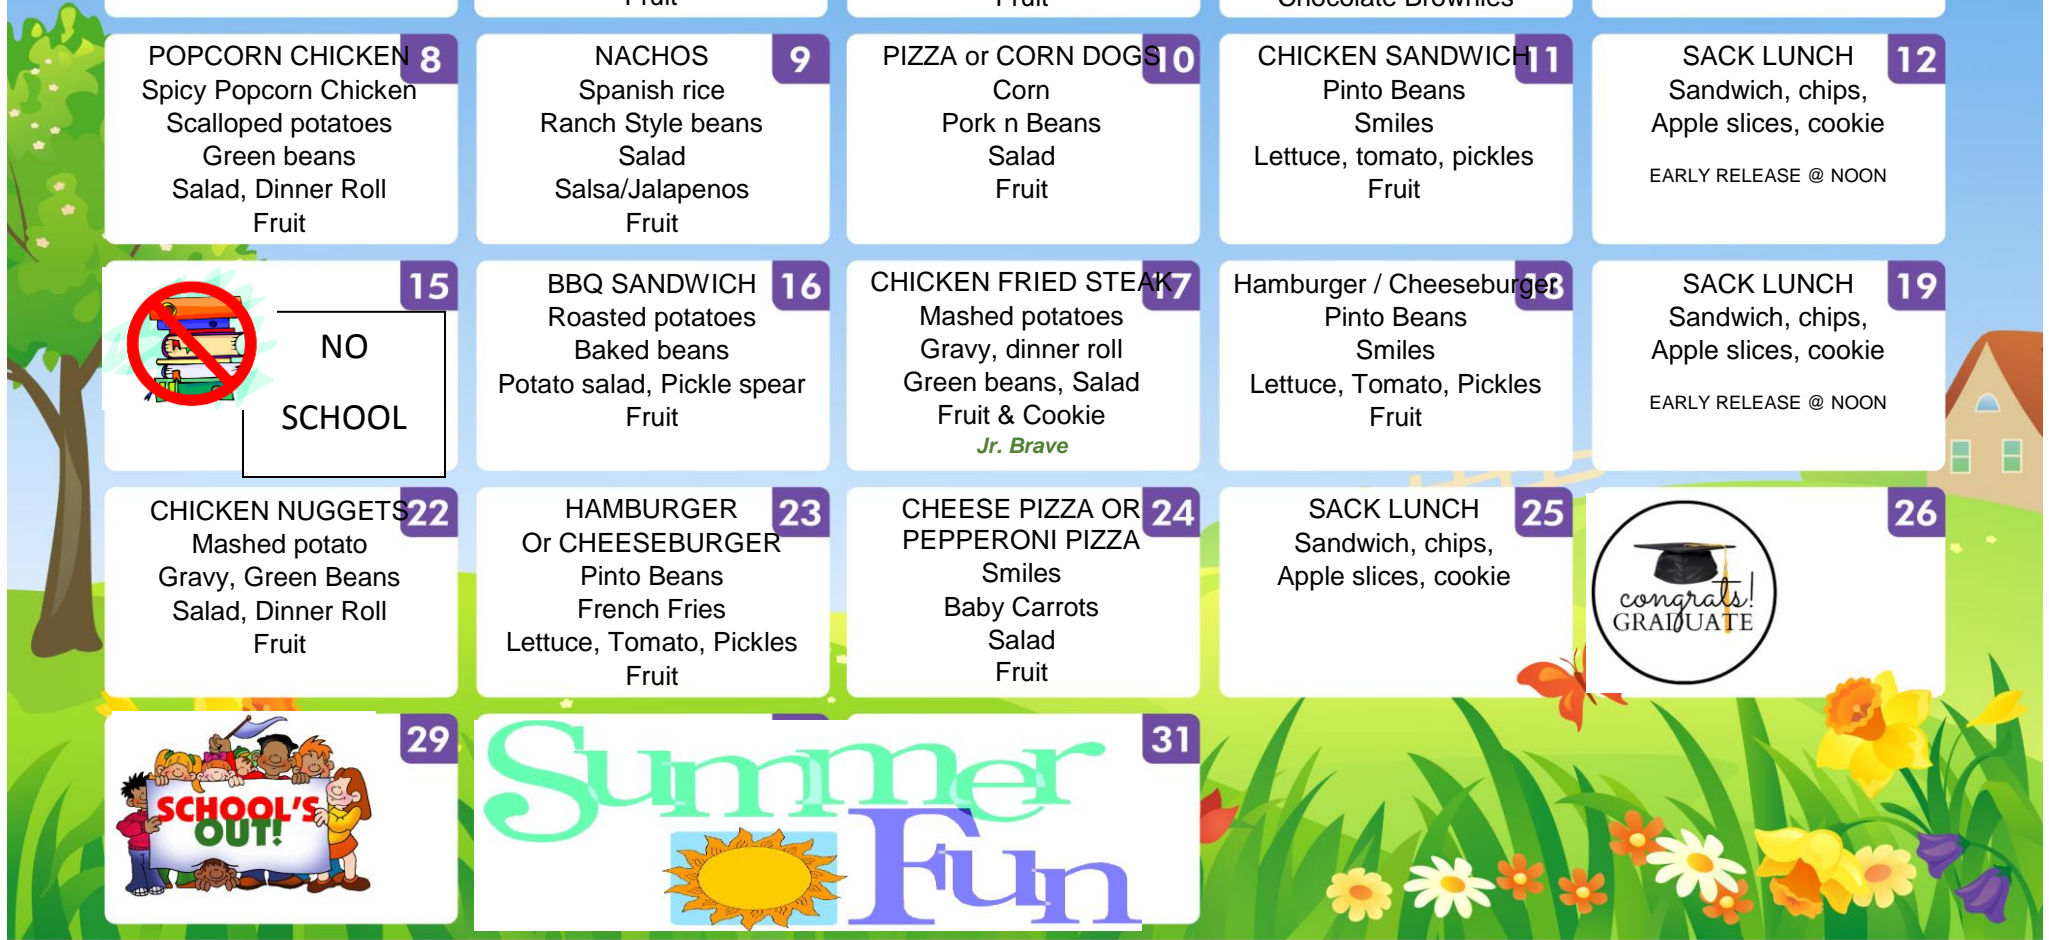 Fruit
Fruit
Chocolate Brownies
8
POPCORN CHICKEN
Spicy Popcorn Chicken
Scalloped potatoes
Green beans
Salad, Dinner Roll
Fruit
9
NACHOS
Spanish rice
Ranch Style beans
Salad
Salsa/Jalapenos
Fruit
10
PIZZA or CORN DOGS
Corn
Pork n Beans
Salad
Fruit
11
CHICKEN SANDWICH
Pinto Beans
Smiles
Lettuce, tomato, pickles
Fruit
12
SACK LUNCH
Sandwich, chips,
Apple slices, cookie
EARLY RELEASE @ NOON
15
NO
SCHOOL
16
BBQ SANDWICH
Roasted potatoes
Baked beans
Potato salad, Pickle spear
Fruit
17
CHICKEN FRIED STEAK
Mashed potatoes
Gravy, dinner roll
Green beans, Salad
Fruit & Cookie
Jr. Brave
18
Hamburger / Cheeseburger
Pinto Beans
Smiles
Lettuce, Tomato, Pickles
Fruit
19
SACK LUNCH
Sandwich, chips,
Apple slices, cookie
EARLY RELEASE @ NOON
22
CHICKEN NUGGETS
Mashed potato
Gravy, Green Beans
Salad, Dinner Roll
Fruit
23
HAMBURGER
Or CHEESEBURGER
Pinto Beans
French Fries
Lettuce, Tomato, Pickles
Fruit
24
CHEESE PIZZA OR
PEPPERONI PIZZA
Smiles
Baby Carrots
Salad
Fruit
25
SACK LUNCH
Sandwich, chips,
Apple slices, cookie
26
congrats!
GRADUATE
29
SCHOOL'S
OUT!
31
Summer
Fun